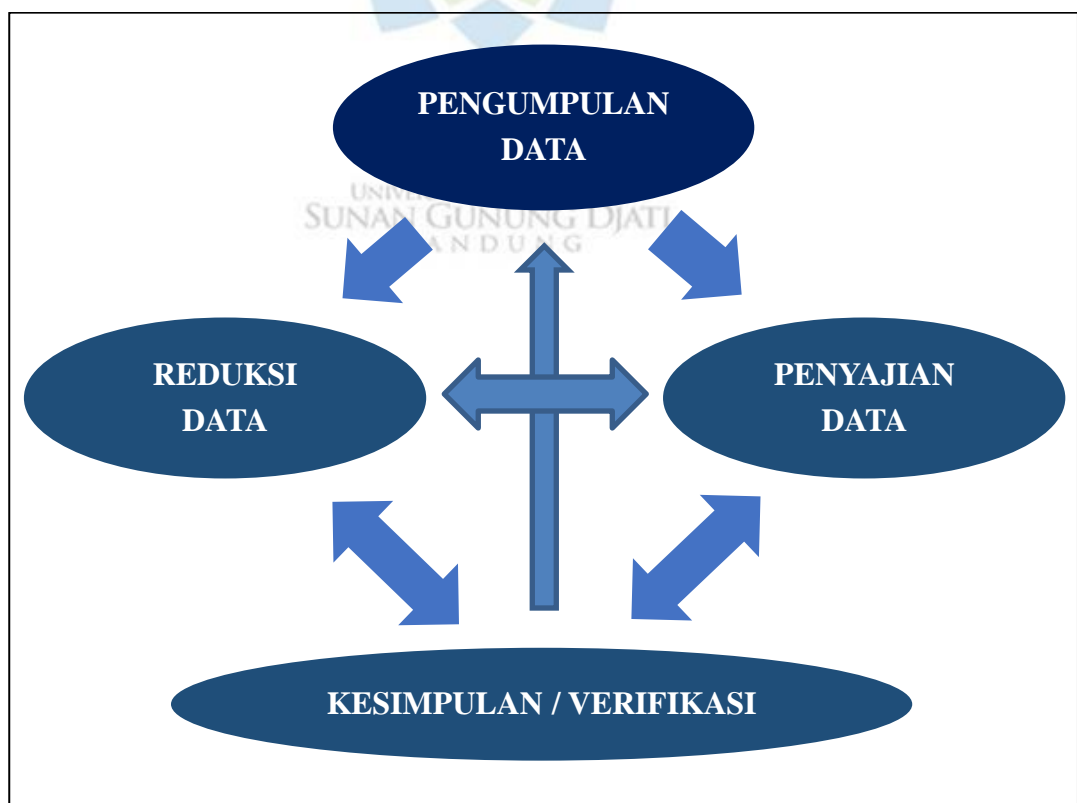 PENGUMPULAN
DATA
SUNAN GUNUNG DJATI
REDUKSI
DATA
PENYAJIAN
DATA
KESIMPULAN / VERIFIKASI